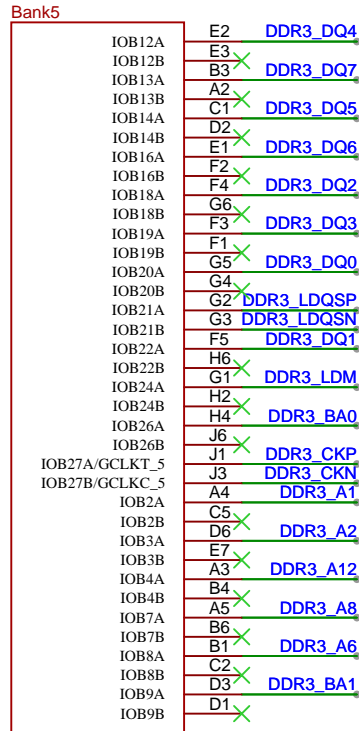 Bank5
IOB12A E2 DDR3_DQ4
IOB12B E3
IOB13A B3 DDR3_DQ7
IOB13B A2
IOB14A C1 DDR3_DQ5
IOB14B D2
IOB16A E1 DDR3_DQ6
IOB16B F2
IOB18A F4 DDR3_DQ2
IOB18B G6
IOB19A F3 DDR3_DQ3
IOB19B F1
IOB20A G5 DDR3_DQ0
IOB20B G4
IOB21A G2 DDR3_LDQSP
IOB21B G3 DDR3_LDQSN
IOB22A F5 DDR3_DQ1
IOB22B H6
IOB24A G1 DDR3_LDM
IOB24B H2
IOB26A H4 DDR3_BA0
IOB26B J6
IOB27A/GCLKT_5 J1 DDR3_CKP
IOB27B/GCLKC_5 J3 DDR3_CKN
IOB2A A4 DDR3_A1
IOB2B C5
IOB3A D6 DDR3_A2
IOB3B E7
IOB4A A3 DDR3_A12
IOB4B B4
IOB7A A5 DDR3_A8
IOB7B B6
IOB8A B1 DDR3_A6
IOB8B C2
IOB9A D3 DDR3_BA1
IOB9B D1